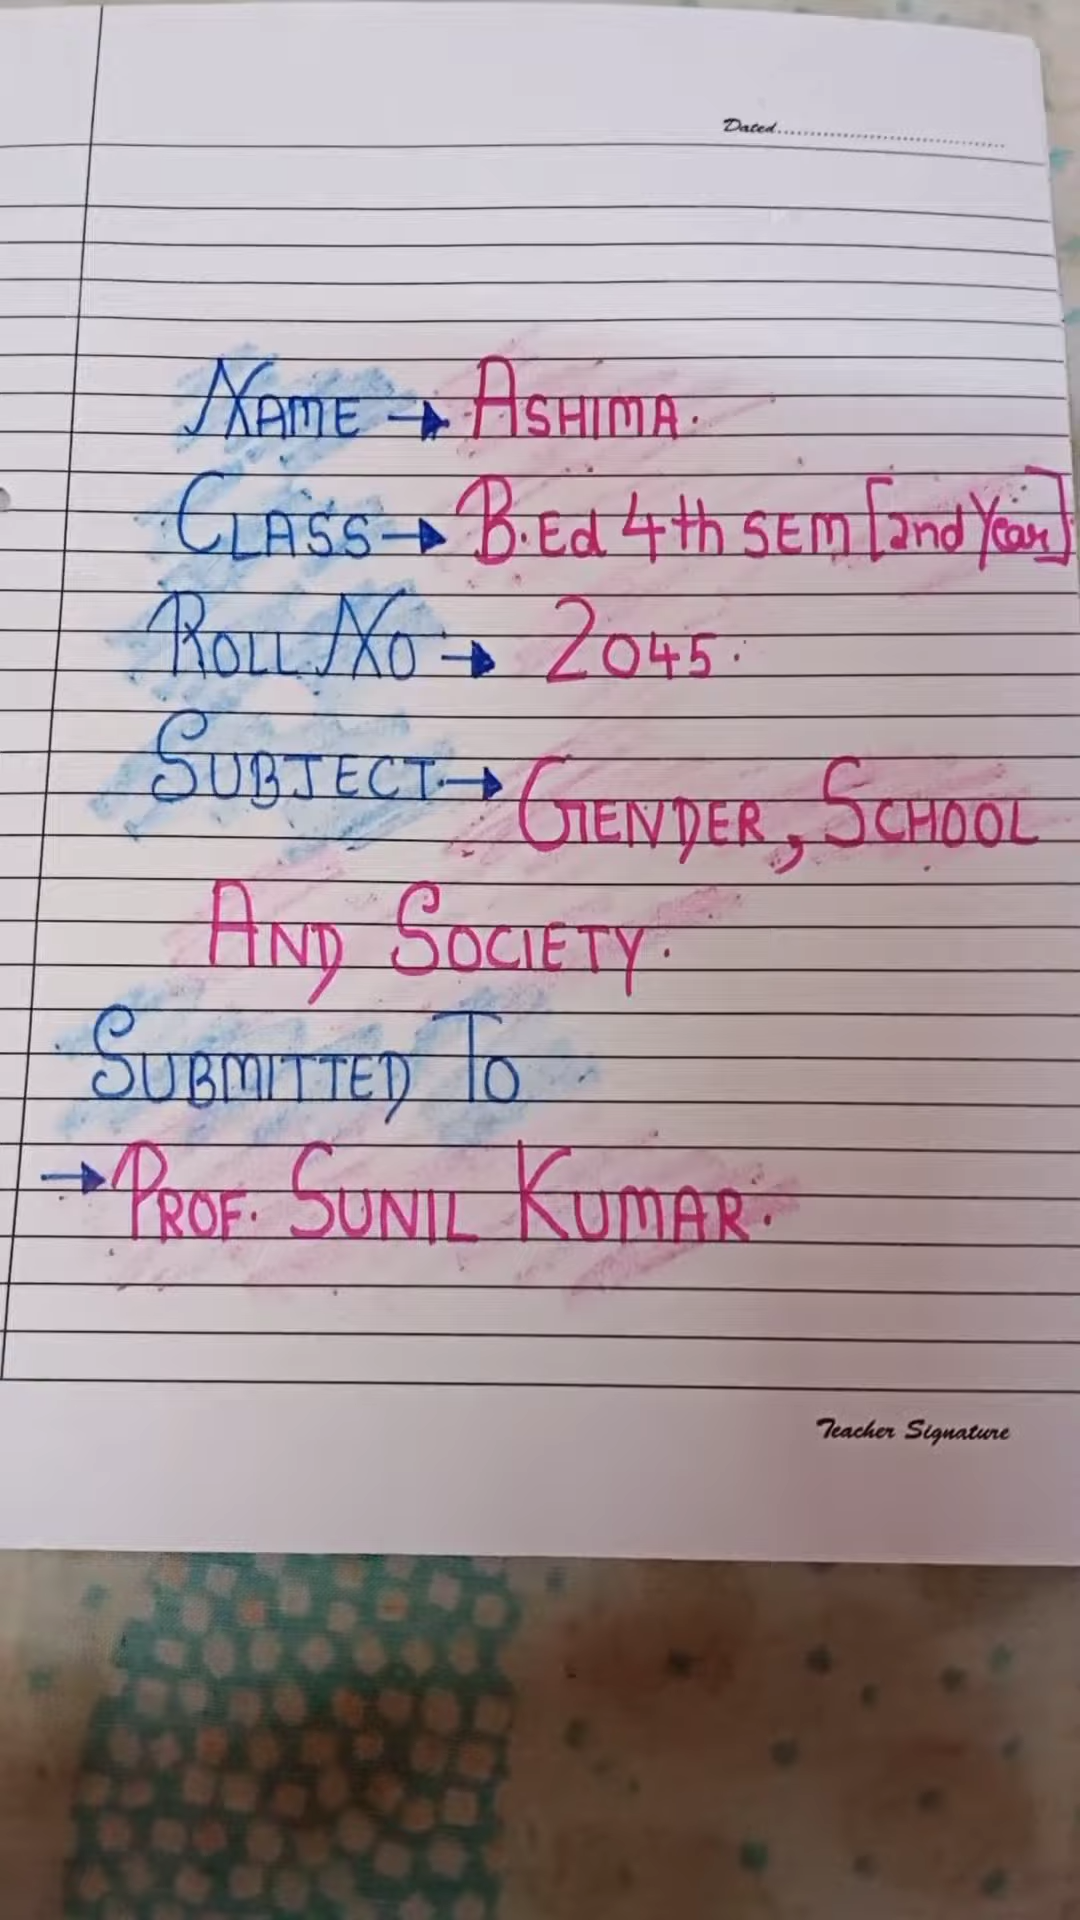 Dated..............................
NAME → ASHIMA.
CLASS → B.Ed 4th SEM [2nd Year]
ROLL NO → 2045.
SUBJECT → GENDER, SCHOOL
AND SOCIETY.
SUBMITTED TO
→ PROF. SUNIL KUMAR.
Teacher Signature